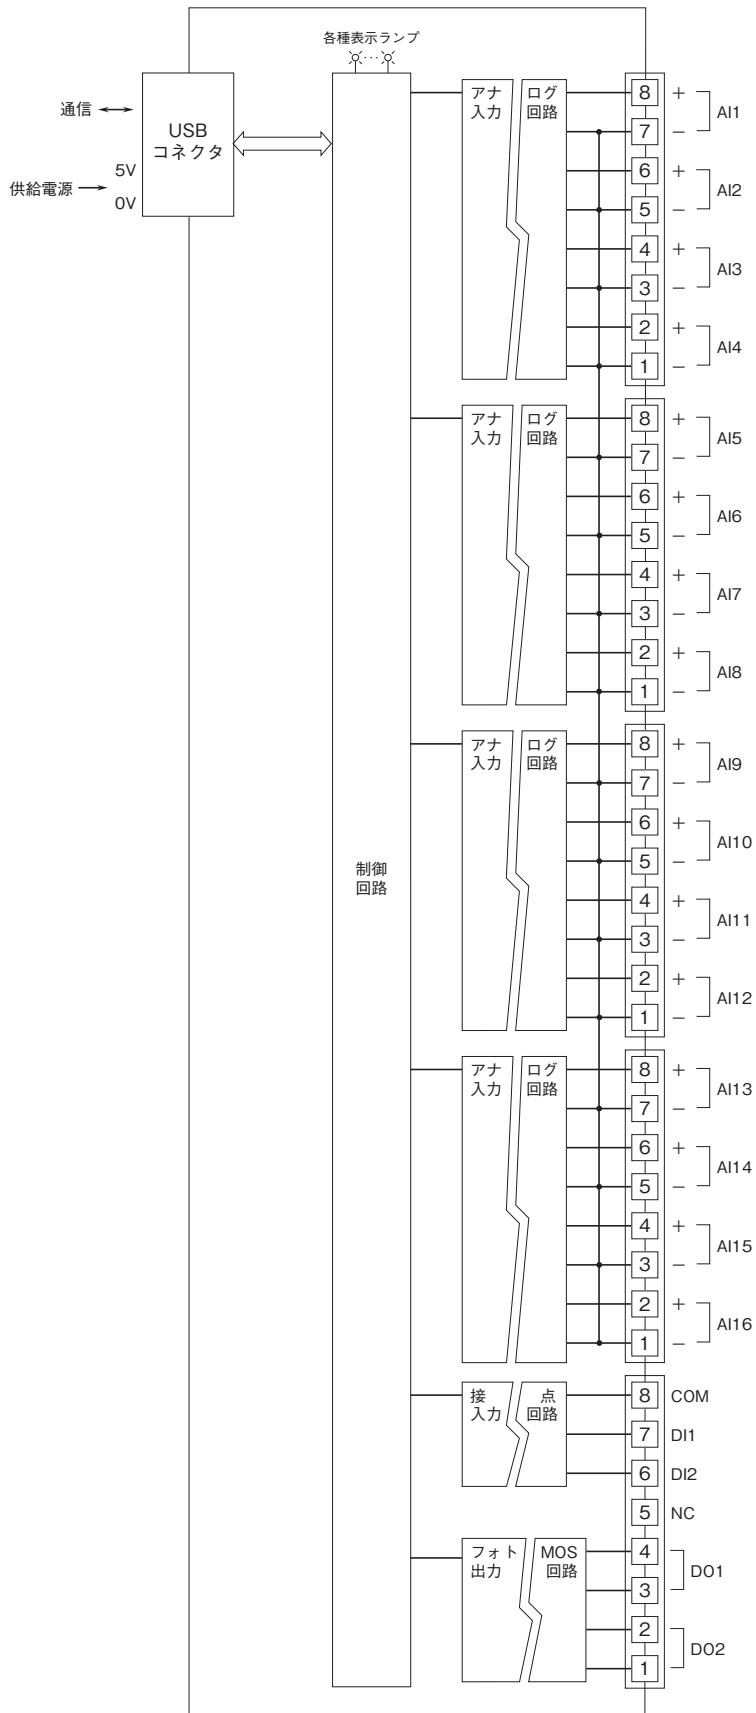 各種表示ランプ
通信
USB
コネクタ
5V
供給電源
0V
制御
回路
アナ ログ
入力 回路
8 + AI1
7 −
6 + AI2
5 −
4 + AI3
3 −
2 + AI4
1 −
アナ ログ
入力 回路
8 + AI5
7 −
6 + AI6
5 −
4 + AI7
3 −
2 + AI8
1 −
アナ ログ
入力 回路
8 + AI9
7 −
6 + AI10
5 −
4 + AI11
3 −
2 + AI12
1 −
アナ ログ
入力 回路
8 + AI13
7 −
6 + AI14
5 −
4 + AI15
3 −
2 + AI16
1 −
接 点
入力 回路
8 COM
7 DI1
6 DI2
5 NC
フォト MOS
出力 回路
4 DO1
3
2 DO2
1